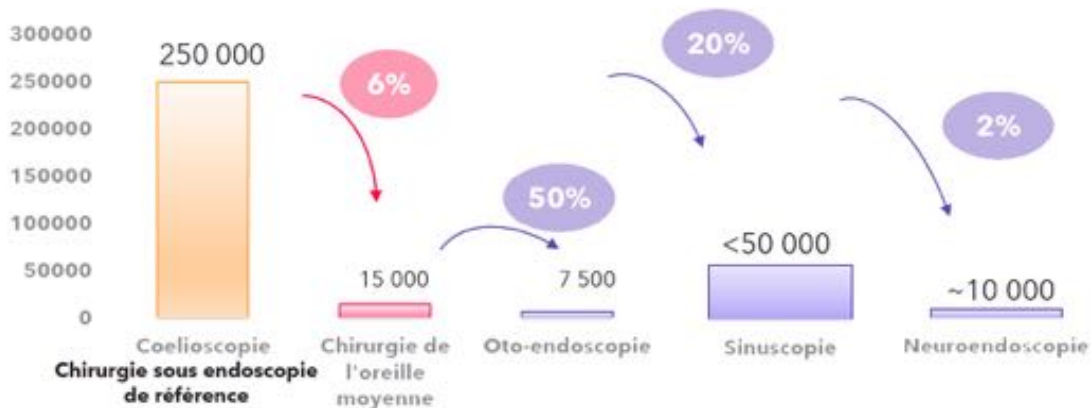 300000
250000
200000
150000
100000
50000
0
250 000
6%
15 000
50%
7 500
20%
<50 000
2%
~10 000
Coelioscopie
Chirurgie sous endoscopie
de référence
Chirurgie de
l'oreille
moyenne
Oto-endoscopie
Sinuscopie
Neuroendoscopie